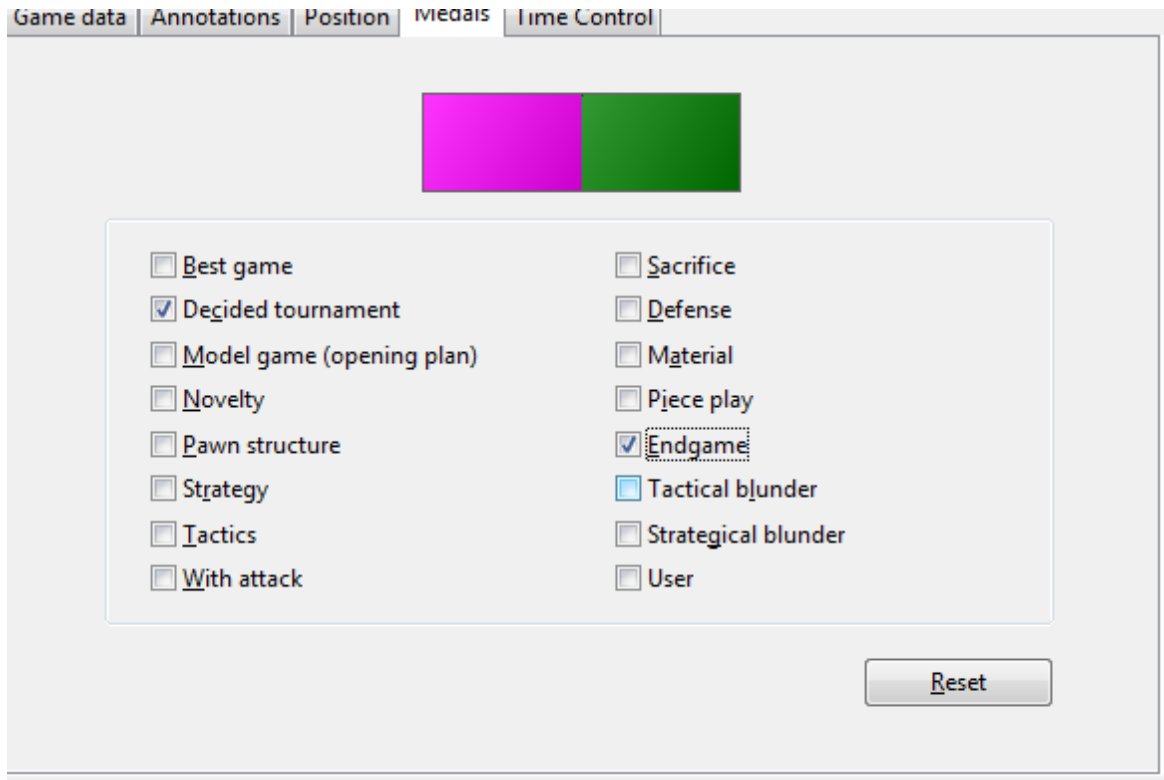 Game data Annotations Position Medals Time Control
Best game
Decided tournament
Model game (opening plan)
Novelty
Pawn structure
Strategy
Tactics
With attack
Sacrifice
Defense
Material
Piece play
Endgame
Tactical blunder
Strategical blunder
User
Reset